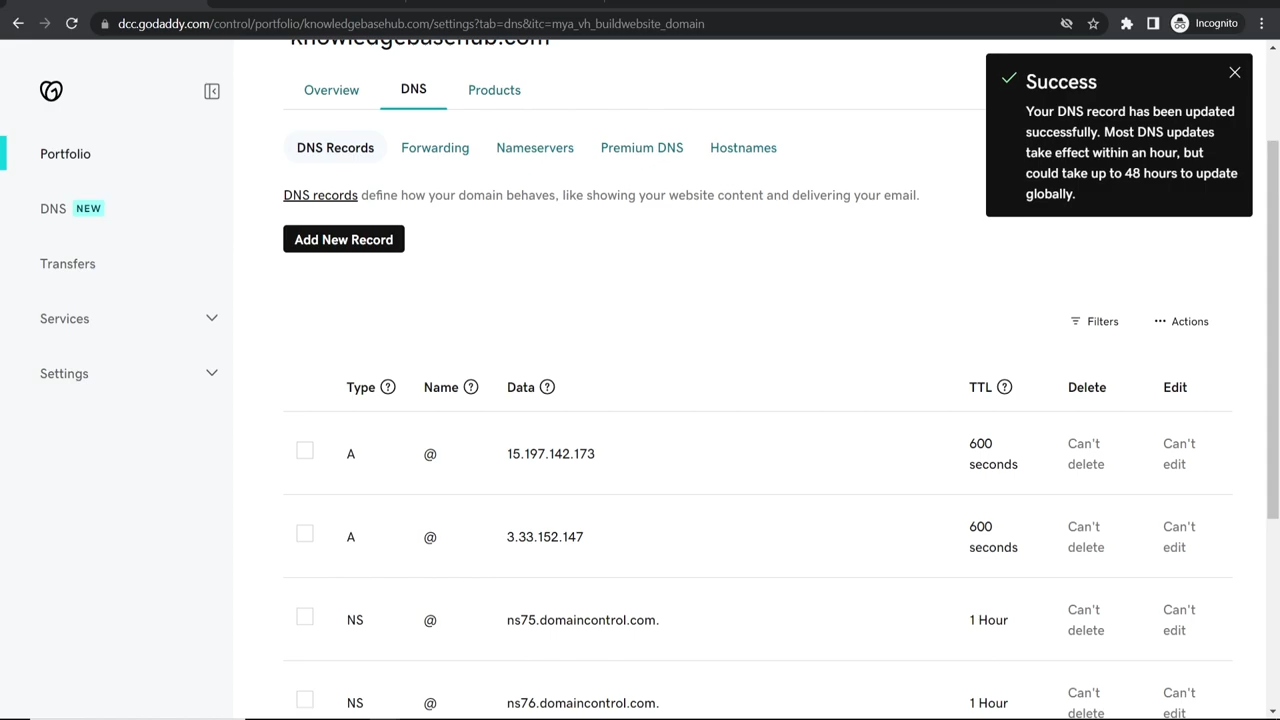 dcc.godaddy.com/control/portfolio/knowledgebasehub.com/settings?tab=dns&itc=mya_vh_buildwebsite_domain
Incognito
knowledgebasehub.com
Overview
DNS
Products
Success
Your DNS record has been updated
successfully. Most DNS updates
take effect within an hour, but
could take up to 48 hours to update
globally.
Portfolio
DNS NEW
Transfers
Services
Settings
DNS Records
Forwarding
Nameservers
Premium DNS
Hostnames
DNS records define how your domain behaves, like showing your website content and delivering your email.
Add New Record
Filters
Actions
Type ? Name ? Data ? TTL ? Delete Edit
A @ 15.197.142.173 600 seconds Can't delete Can't edit
A @ 3.33.152.147 600 seconds Can't delete Can't edit
NS @ ns75.domaincontrol.com. 1 Hour Can't delete Can't edit
NS @ ns76.domaincontrol.com. 1 Hour Can't delete Can't edit